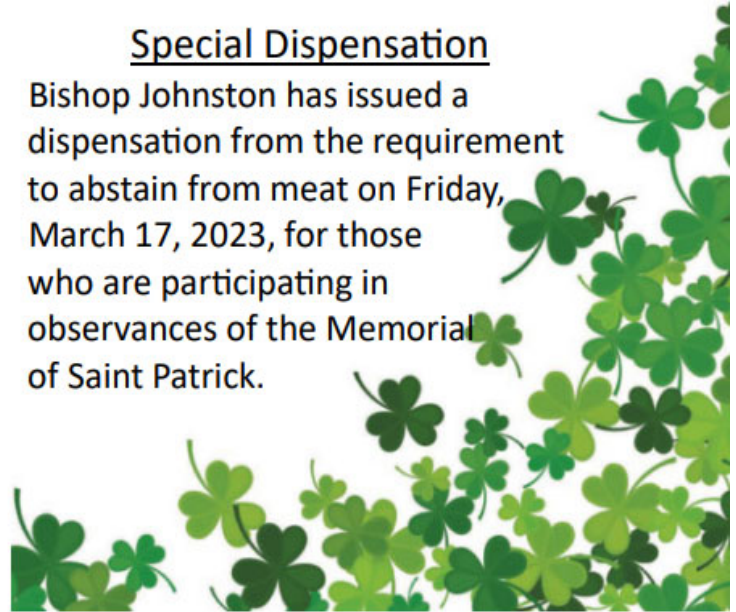 Special Dispensation
Bishop Johnston has issued a
dispensation from the requirement
to abstain from meat on Friday,
March 17, 2023, for those
who are participating in
observances of the Memorial
of Saint Patrick.